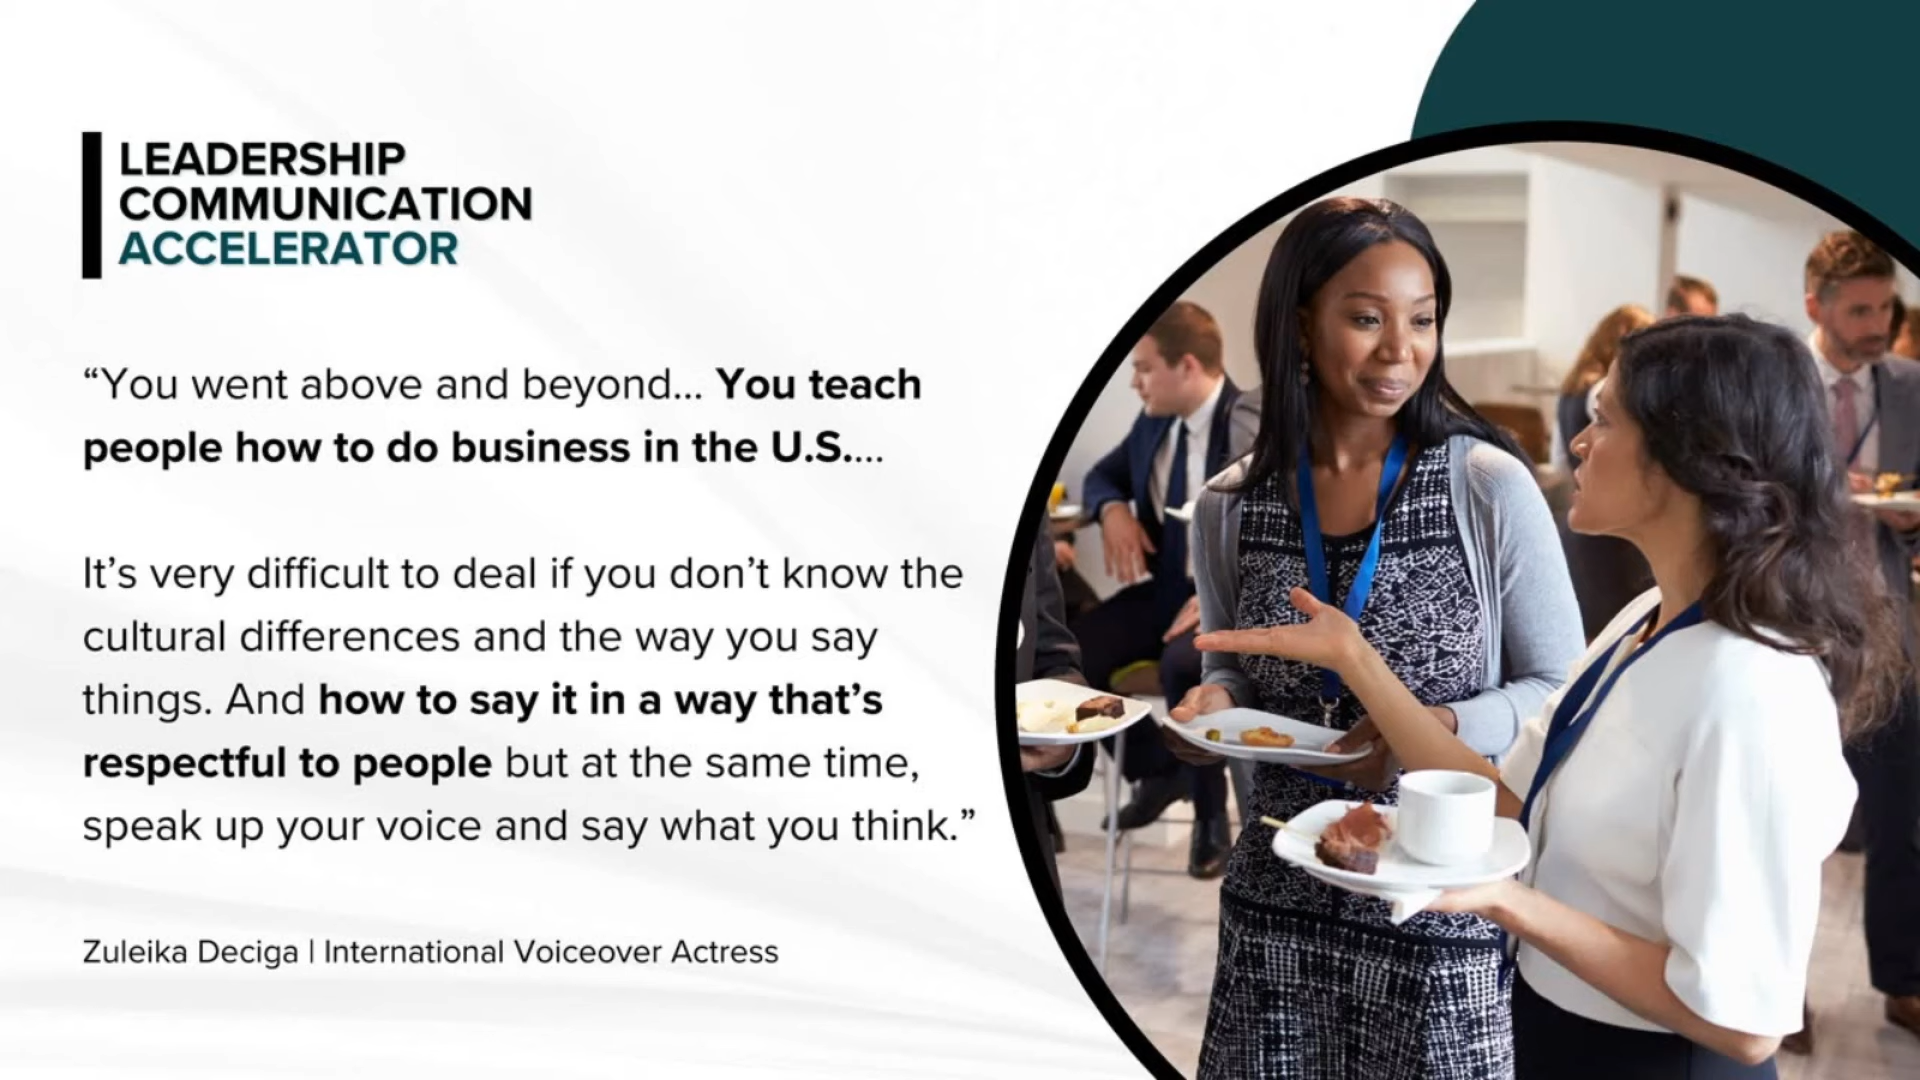 LEADERSHIP
COMMUNICATION
ACCELERATOR
“You went above and beyond... You teach
people how to do business in the U.S....
It’s very difficult to deal if you don’t know the
cultural differences and the way you say
things. And how to say it in a way that’s
respectful to people but at the same time,
speak up your voice and say what you think.”
Zuleika Deciga | International Voiceover Actress